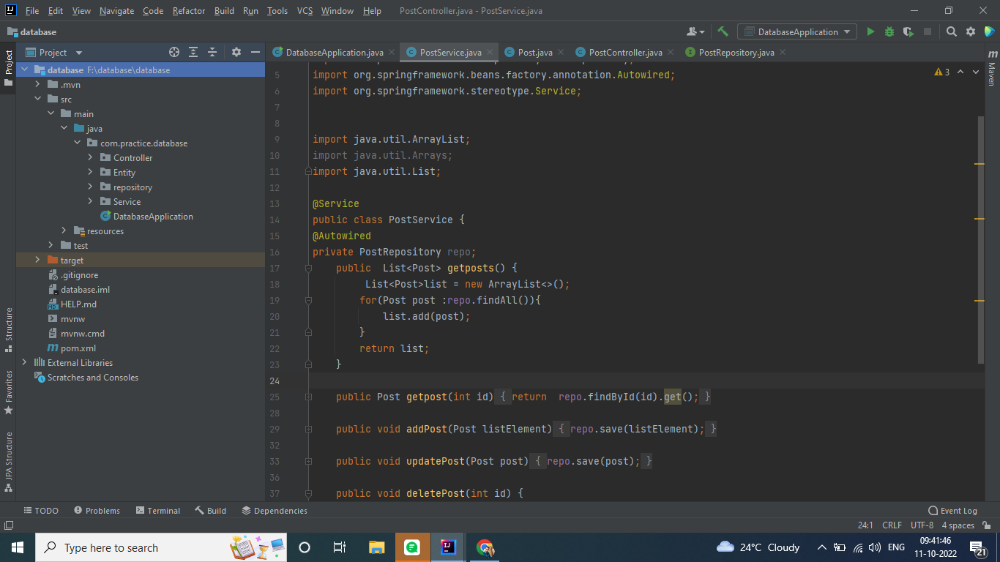 File Edit View Navigate Code Refactor Build Run Tools VCS Window Help PostController.java - PostService.java
database
DatabaseApplication
Project
DatabaseApplication.java PostService.java Post.java PostController.java PostRepository.java
Project
Structure
Favorites
JPA Structure
database F:\database\database
.mvn
src
main
java
com.practice.database
Controller
Entity
repository
Service
DatabaseApplication
resources
test
target
.gitignore
database.iml
HELP.md
mvnw
mvnw.cmd
pom.xml
External Libraries
Scratches and Consoles
3
Maven
5 import org.springframework.beans.factory.annotation.Autowired;
6 import org.springframework.stereotype.Service;
7
8
9 import java.util.ArrayList;
10 import java.util.Arrays;
11 import java.util.List;
12
13 @Service
14 public class PostService {
15 @Autowired
16 private PostRepository repo;
17 public  List<Post> getposts() {
18 List<Post>list = new ArrayList<>();
19 for(Post post :repo.findAll()){
20 list.add(post);
21 }
22 return list;
23 }
24
25 public Post getpost(int id) { return  repo.findById(id).get(); }
28
29 public void addPost(Post listElement) { repo.save(listElement); }
32
33 public void updatePost(Post post) { repo.save(post); }
36
37 public void deletePost(int id) {
TODO Problems Terminal Build Dependencies Event Log
24:1 CRLF UTF-8 4 spaces
Type here to search
24°C Cloudy
ENG
09:41:46
11-10-2022
21